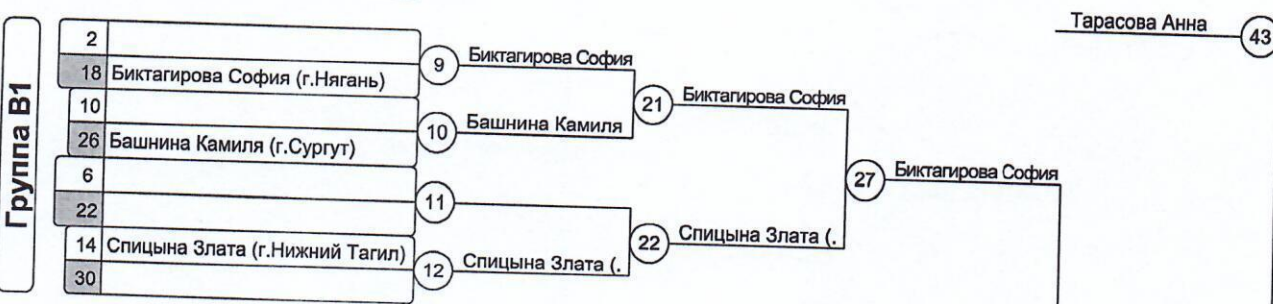 Тарасова Анна 43
Группа В1
2
18 Биктагирова София (г.Нягань)
9 Биктагирова София
10
26 Башнина Камиля (г.Сургут)
10 Башнина Камиля
21 Биктагирова София
6
22
11
14 Спицына Злата (г.Нижний Тагил)
30
12 Спицына Злата (.
22 Спицына Злата (.
27 Биктагирова София